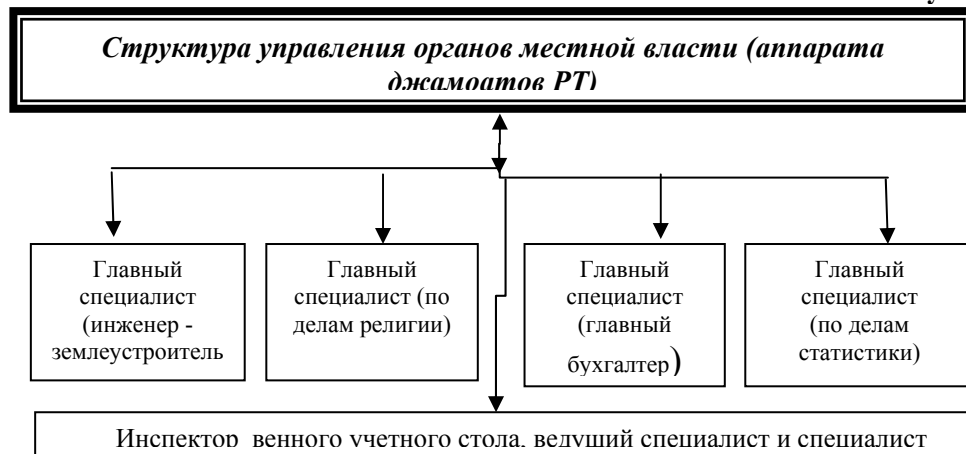 Структура управления органов местной власти (аппарата
джамоатов РТ)
Главный
специалист
(инженер -
землеустроитель
Главный
специалист (по
делам религии)
Главный
специалист
(главный
бухгалтер)
Главный
специалист
(по делам
статистики)
Инспектор венного учетного стола, ведущий специалист и специалист